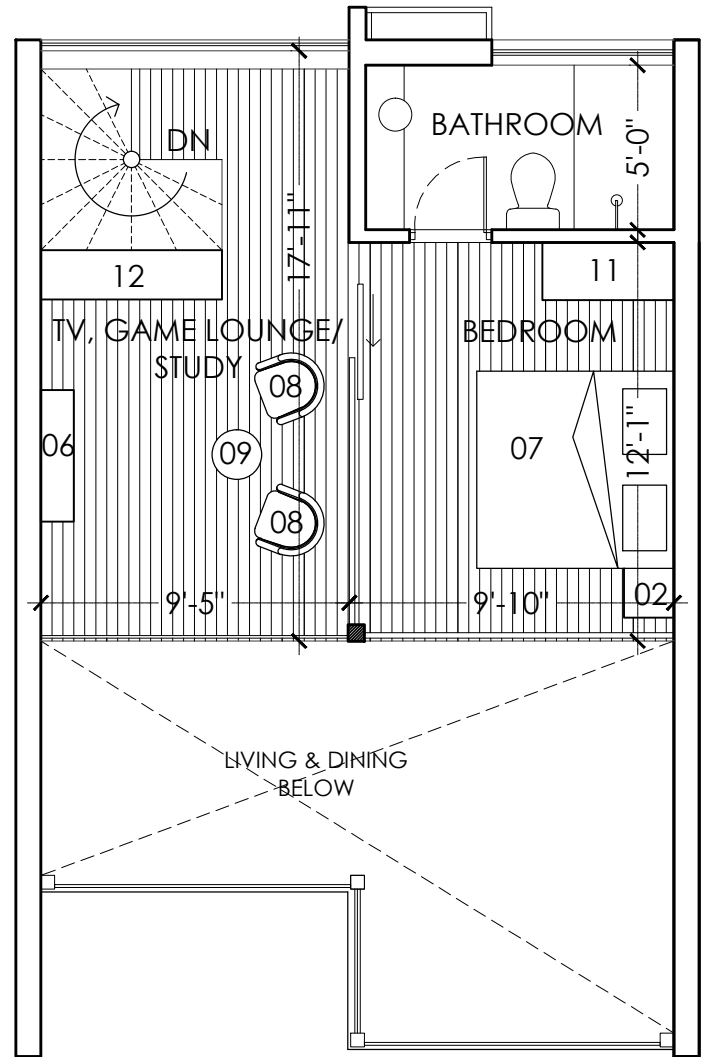 DN
BATHROOM
5'-0"
17'-11"
12
11
TV, GAME LOUNGE/
STUDY
BEDROOM
08
06
09
07
12'-1"
08
9'-5"
9'-10"
02
LIVING & DINING
BELOW